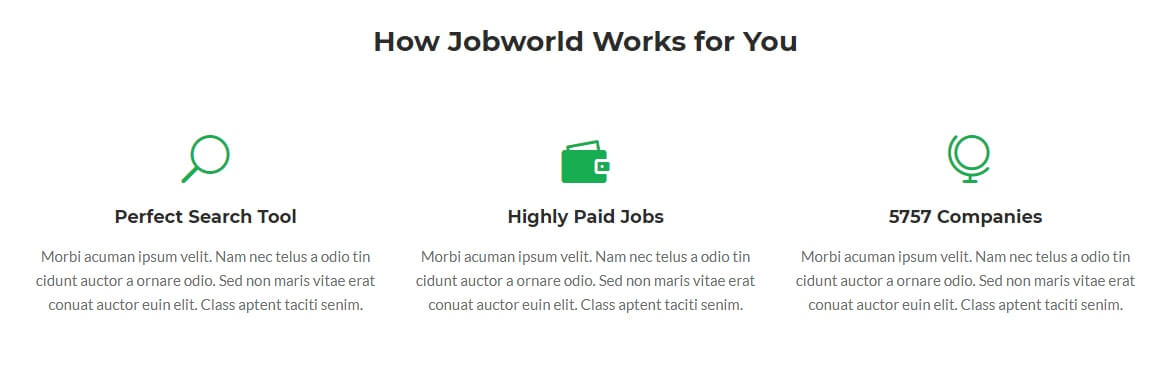 How Jobworld Works for You
Perfect Search Tool
Morbi acuman ipsum velit. Nam nec telus a odio tin
cidunt auctor a ornare odio. Sed non maris vitae erat
conuat auctor euin elit. Class aptent taciti senim.
Highly Paid Jobs
Morbi acuman ipsum velit. Nam nec telus a odio tin
cidunt auctor a ornare odio. Sed non maris vitae erat
conuat auctor euin elit. Class aptent taciti senim.
5757 Companies
Morbi acuman ipsum velit. Nam nec telus a odio tin
cidunt auctor a ornare odio. Sed non maris vitae erat
conuat auctor euin elit. Class aptent taciti senim.